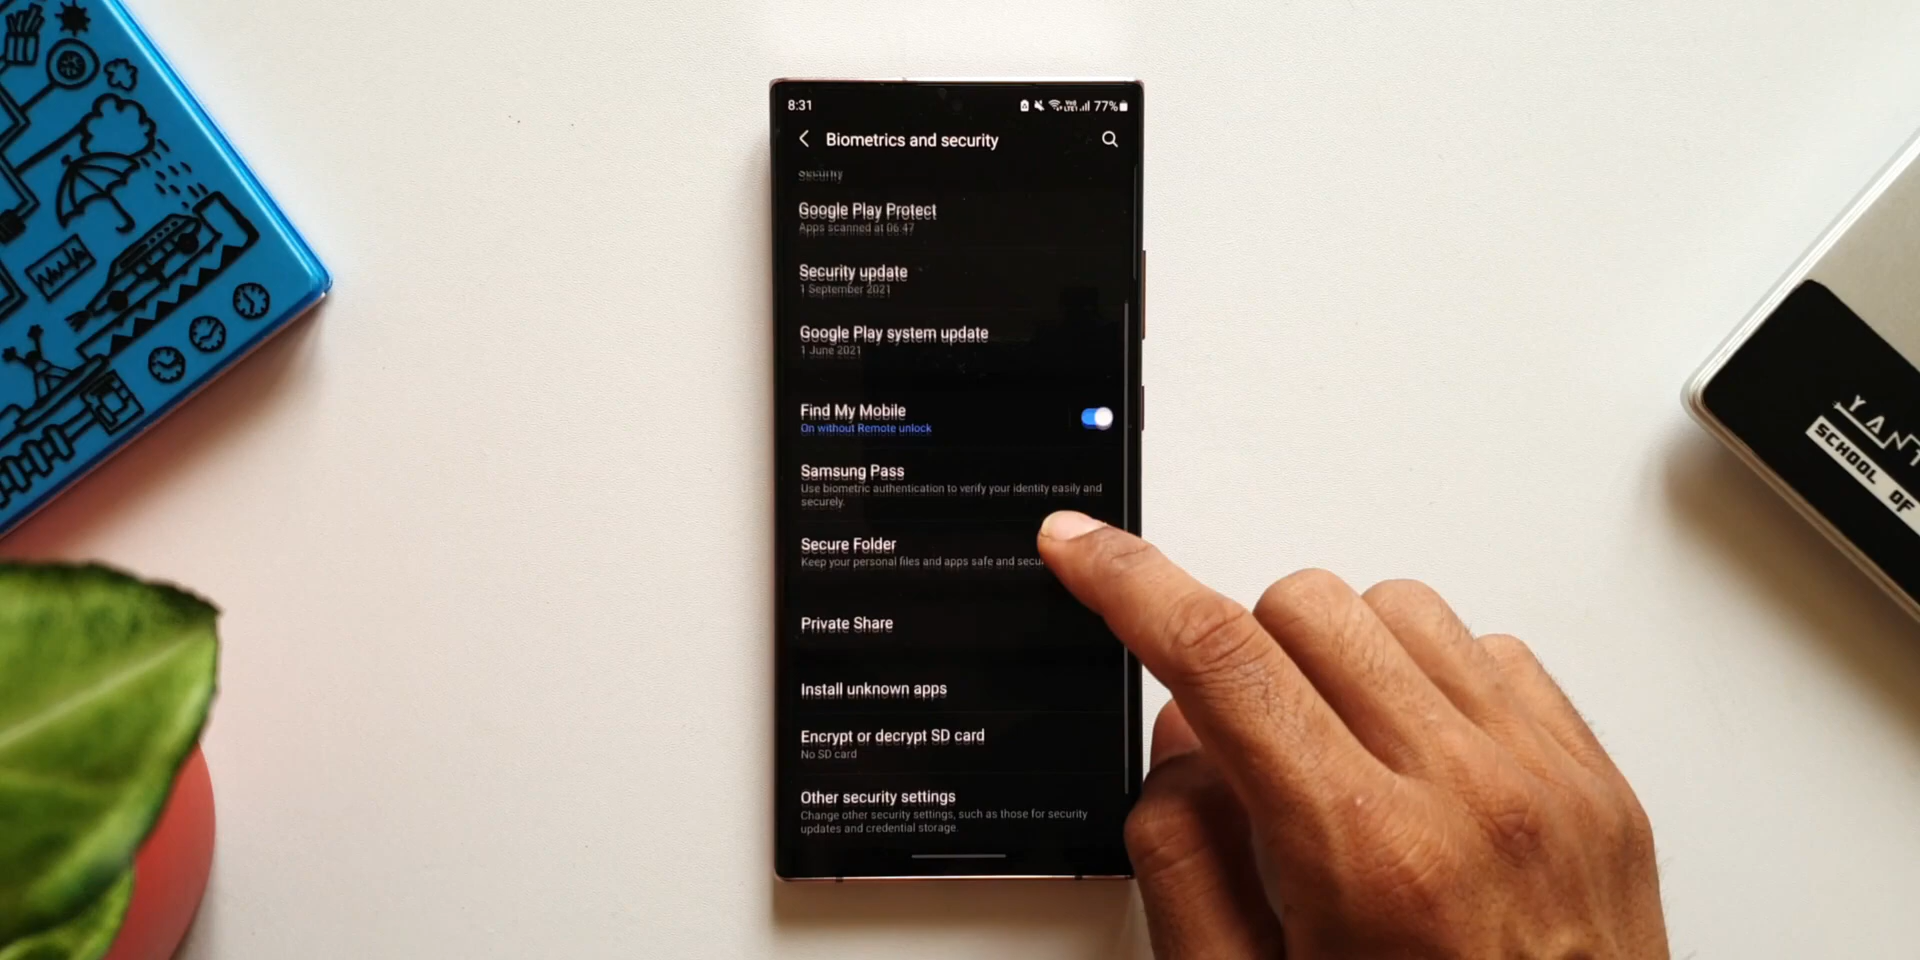 8:31
77%
Biometrics and security
Security
Google Play Protect
Apps scanned at 06:47
Security update
1 September 2021
Google Play system update
1 June 2021
Find My Mobile
On without Remote unlock
Samsung Pass
Use biometric authentication to verify your identity easily and
securely.
Secure Folder
Keep your personal files and apps safe and
Private Share
Install unknown apps
Encrypt or decrypt SD card
No SD card
Other security settings
Change other security settings, such as those for security
updates and credential storage.
SCHOOL OF